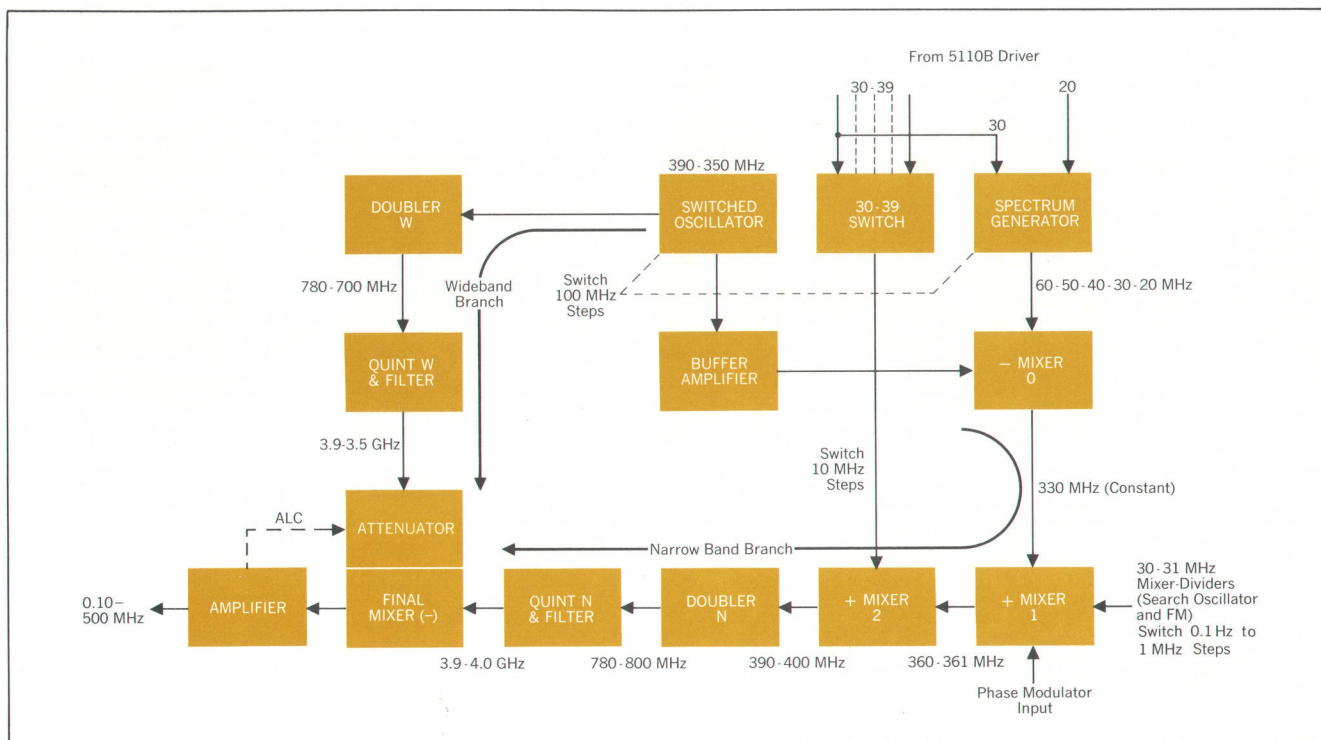 From 5110B Driver
30-39
20
30
390-350 MHz
DOUBLER
W
SWITCHED
OSCILLATOR
30-39
SWITCH
SPECTRUM
GENERATOR
780-700 MHz
Wideband
Branch
Switch
100 MHz
Steps
60-50-40-30-20 MHz
QUINT W
& FILTER
BUFFER
AMPLIFIER
− MIXER
0
3.9-3.5 GHz
Switch
10 MHz
Steps
330 MHz (Constant)
ALC
ATTENUATOR
Narrow Band Branch
0.10–
500 MHz
AMPLIFIER
FINAL
MIXER (−)
QUINT N
& FILTER
DOUBLER
N
+ MIXER
2
+ MIXER
1
30-31 MHz
Mixer-Dividers
(Search Oscillator
and FM)
Switch 0.1 Hz to
1 MHz Steps
3.9-4.0 GHz
780-800 MHz
390-400 MHz
360-361 MHz
Phase Modulator
Input